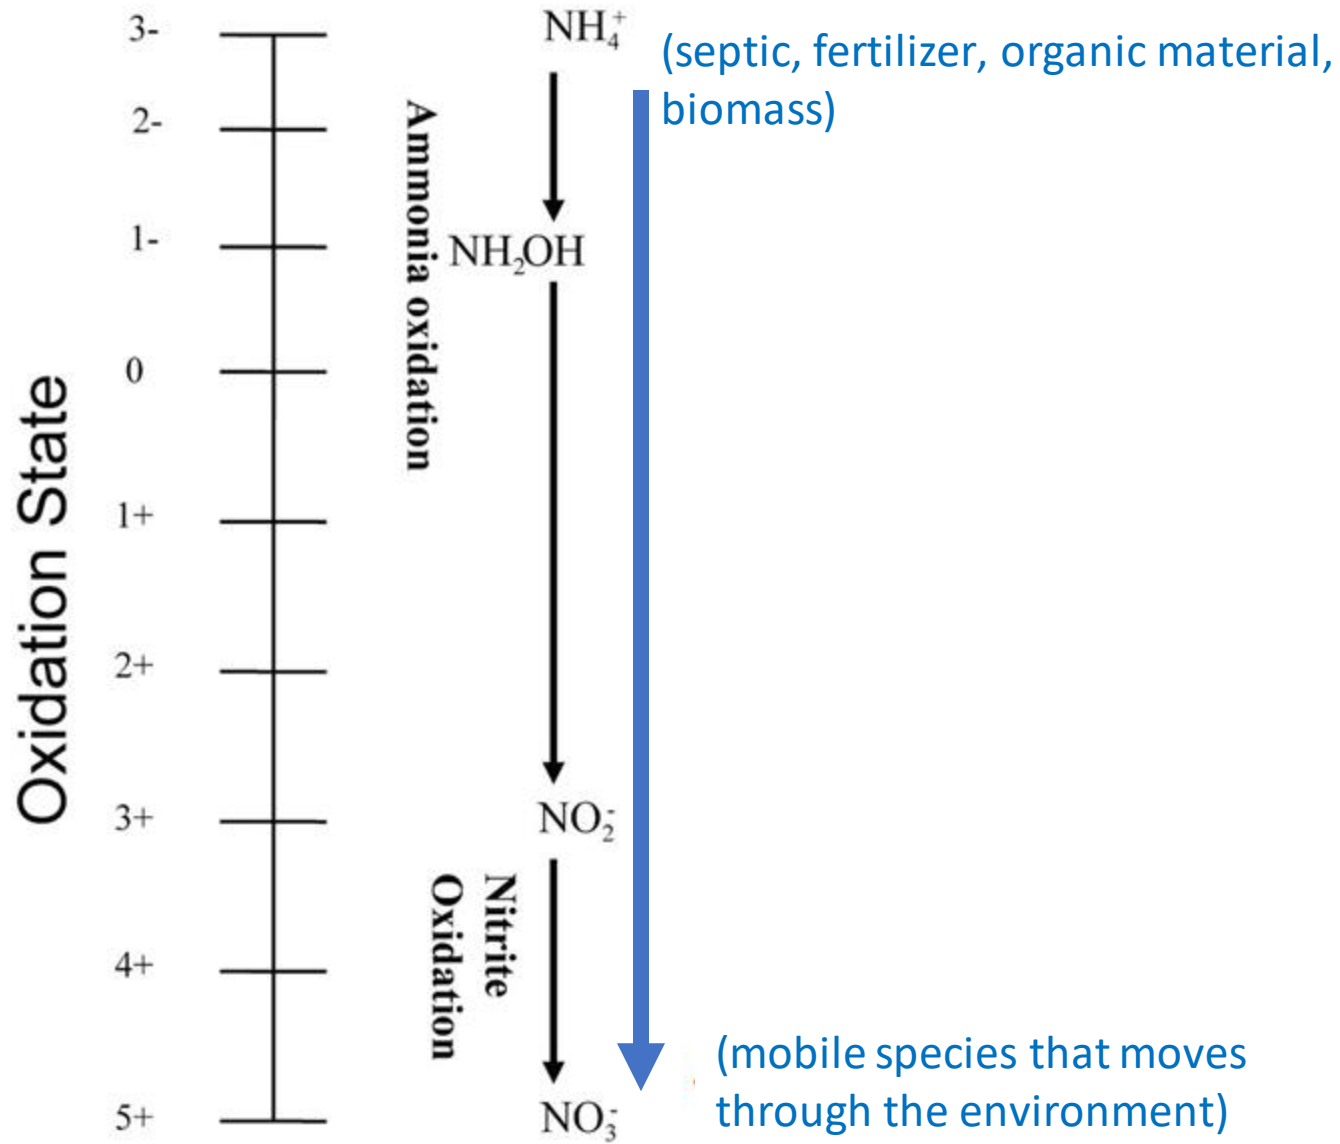 3-
NH₄⁺
(septic, fertilizer, organic material,
biomass)
2-
Ammonia oxidation
1-
NH₂OH
0
Oxidation State
1+
2+
3+
NO₂⁻
Nitrite
Oxidation
4+
(mobile species that moves
through the environment)
5+
NO₃⁻